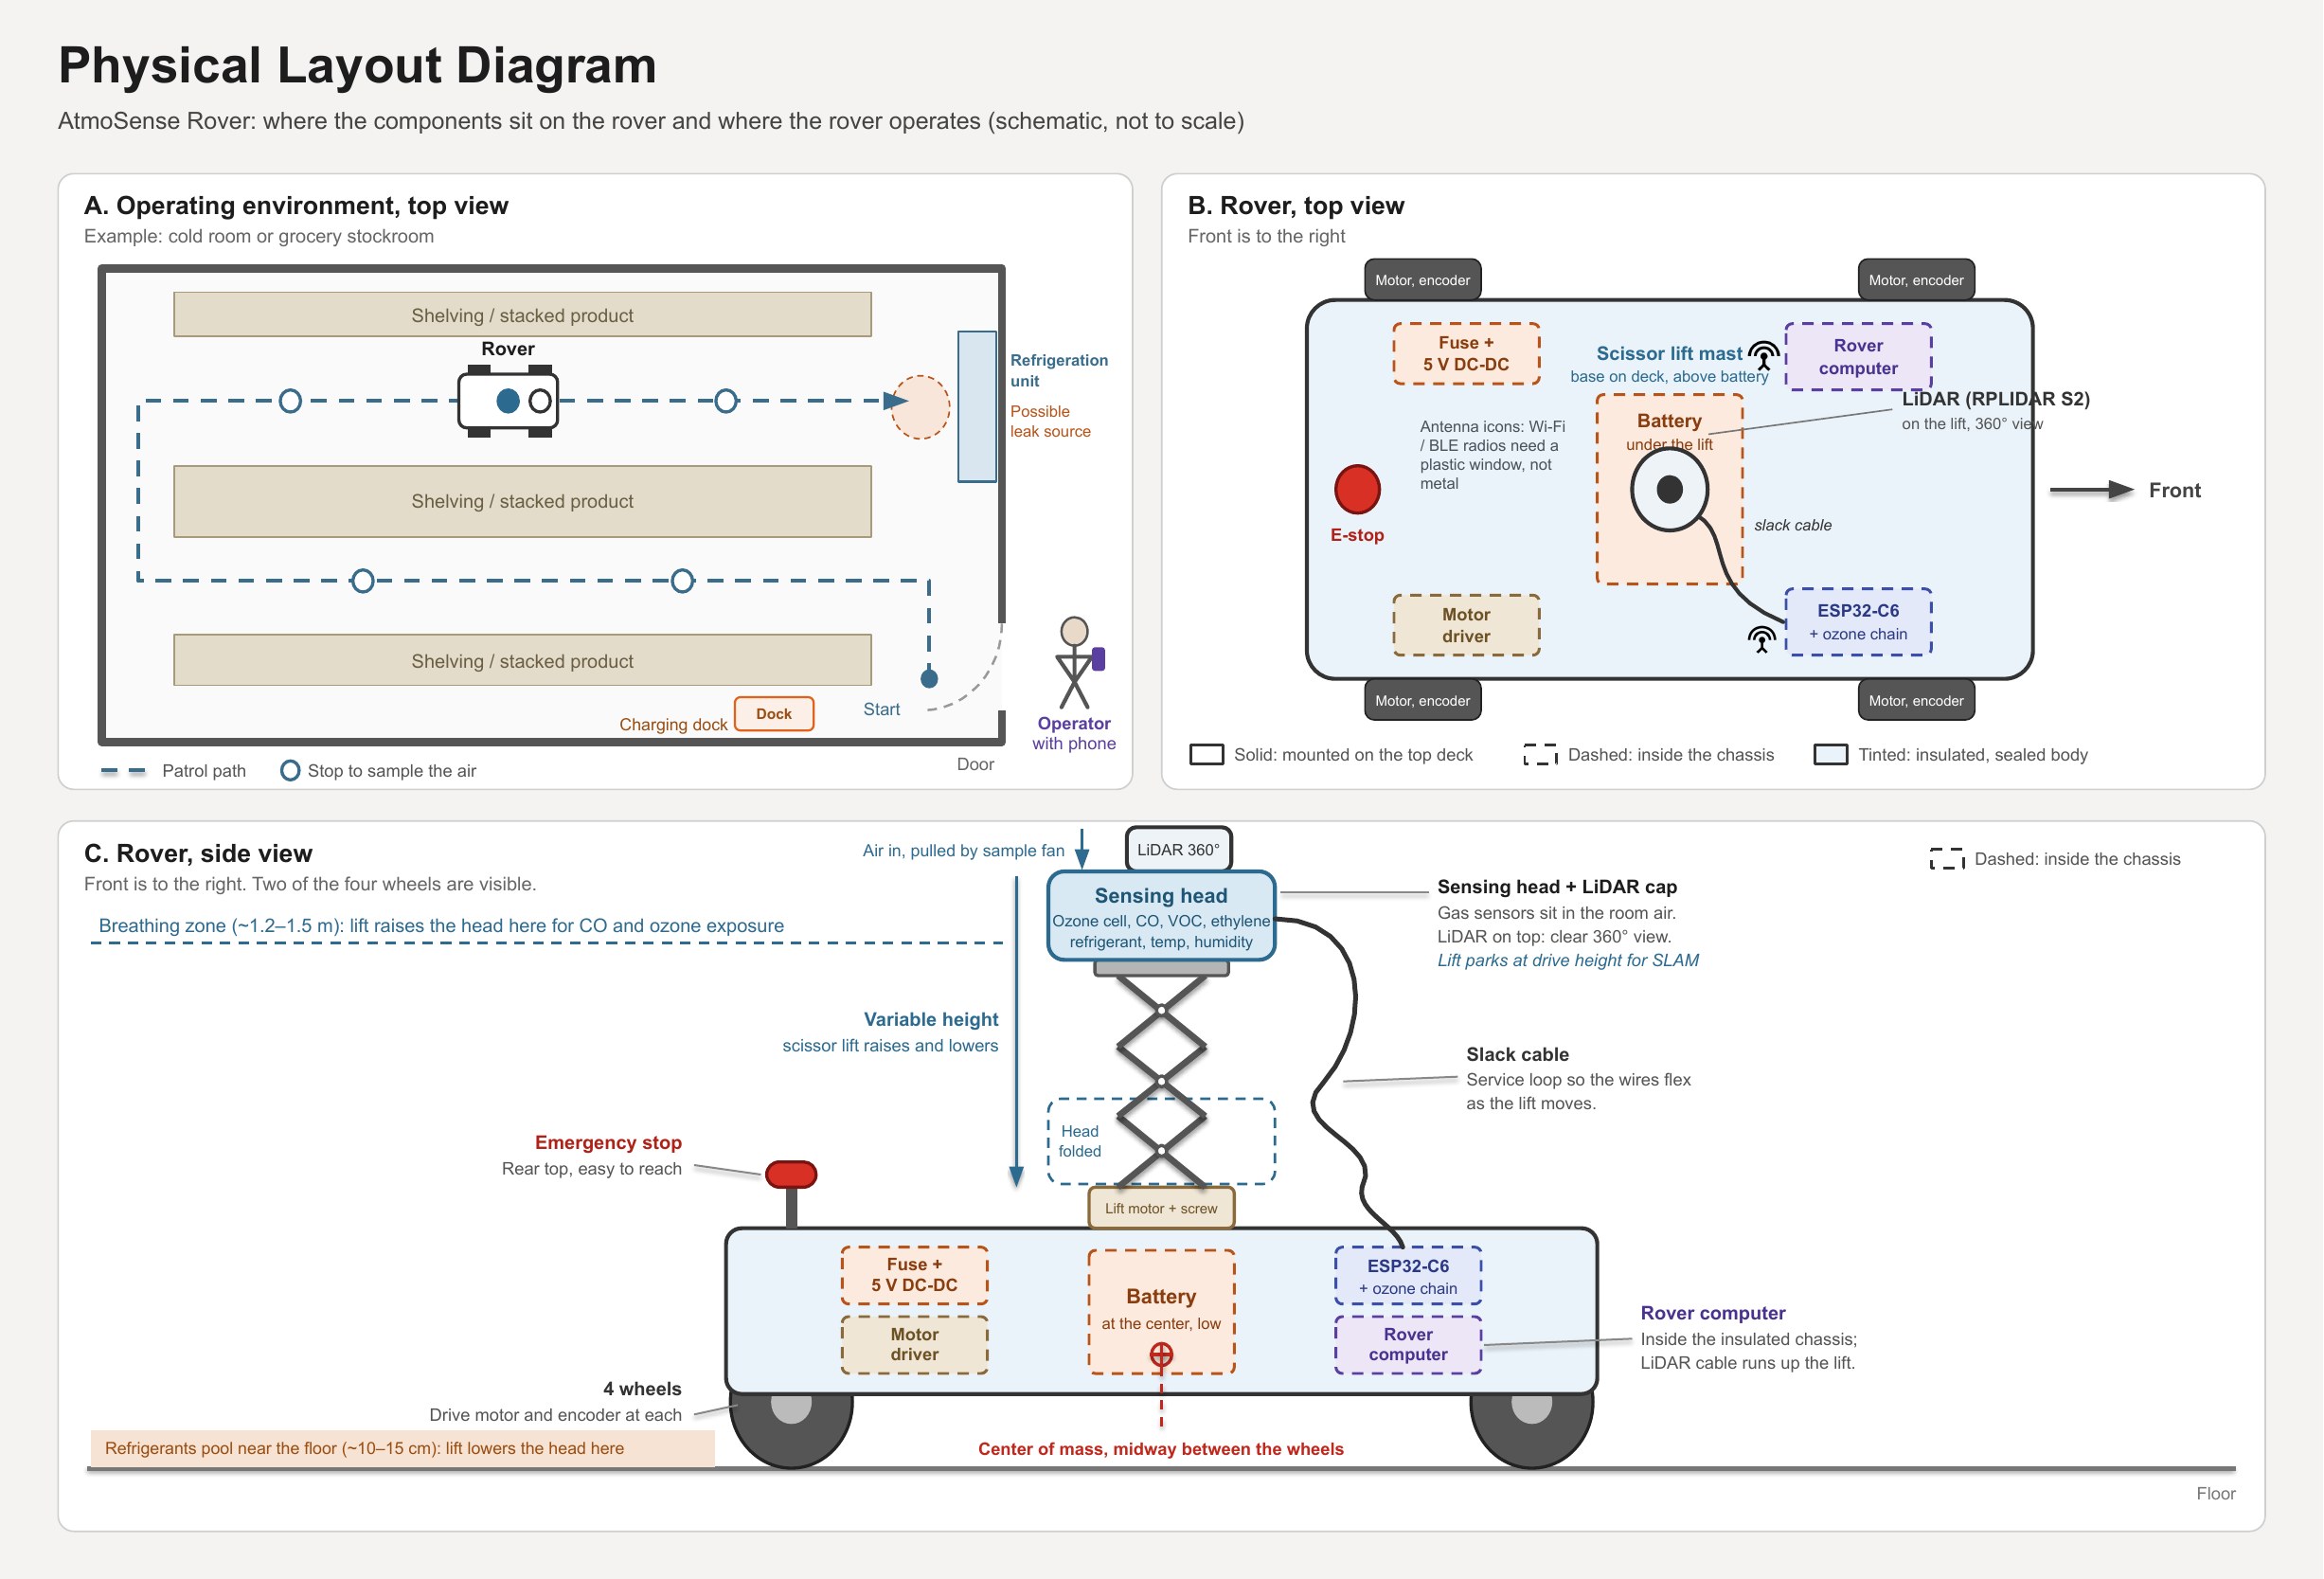 Physical Layout Diagram
AtmoSense Rover: where the components sit on the rover and where the rover operates (schematic, not to scale)
A. Operating environment, top view
Example: cold room or grocery stockroom
Shelving / stacked product
Rover
Refrigeration
unit
Possible
leak source
Shelving / stacked product
Shelving / stacked product
Charging dock
Dock
Start
Operator
with phone
Door
Patrol path
Stop to sample the air
B. Rover, top view
Front is to the right
Motor, encoder
Motor, encoder
Fuse +
5 V DC-DC
Scissor lift mast
base on deck, above battery
Rover
computer
LiDAR (RPLIDAR S2)
on the lift, 360° view
Battery
under the lift
Antenna icons: Wi-Fi
/ BLE radios need a
plastic window, not
metal
E-stop
slack cable
Front
Motor
driver
ESP32-C6
+ ozone chain
Motor, encoder
Motor, encoder
Solid: mounted on the top deck
Dashed: inside the chassis
Tinted: insulated, sealed body
C. Rover, side view
Front is to the right. Two of the four wheels are visible.
Air in, pulled by sample fan
LiDAR 360°
Dashed: inside the chassis
Breathing zone (~1.2–1.5 m): lift raises the head here for CO and ozone exposure
Sensing head
Ozone cell, CO, VOC, ethylene
refrigerant, temp, humidity
Sensing head + LiDAR cap
Gas sensors sit in the room air.
LiDAR on top: clear 360° view.
Lift parks at drive height for SLAM
Variable height
scissor lift raises and lowers
Slack cable
Service loop so the wires flex
as the lift moves.
Head
folded
Emergency stop
Rear top, easy to reach
Lift motor + screw
Fuse +
5 V DC-DC
Motor
driver
Battery
at the center, low
ESP32-C6
+ ozone chain
Rover
computer
Rover computer
Inside the insulated chassis;
LiDAR cable runs up the lift.
4 wheels
Drive motor and encoder at each
Refrigerants pool near the floor (~10–15 cm): lift lowers the head here
Center of mass, midway between the wheels
Floor